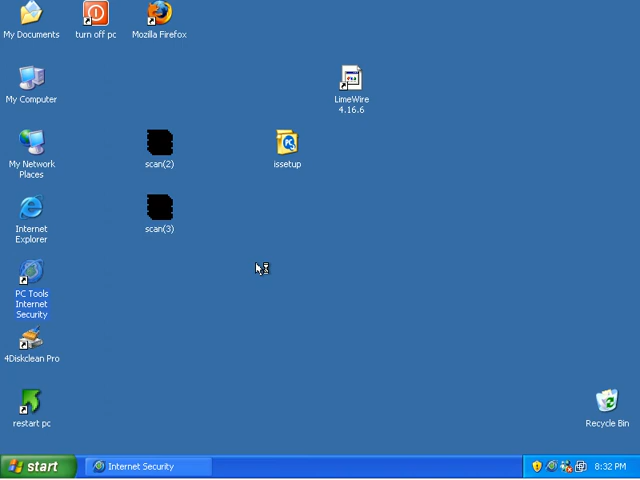 My Documents
turn off pc
Mozilla Firefox
My Computer
LimeWire
4.16.6
My Network
Places
scan(2)
issetup
Internet
Explorer
scan(3)
PC Tools
Internet
Security
4Diskclean Pro
restart pc
Recycle Bin
start
Internet Security
8:32 PM